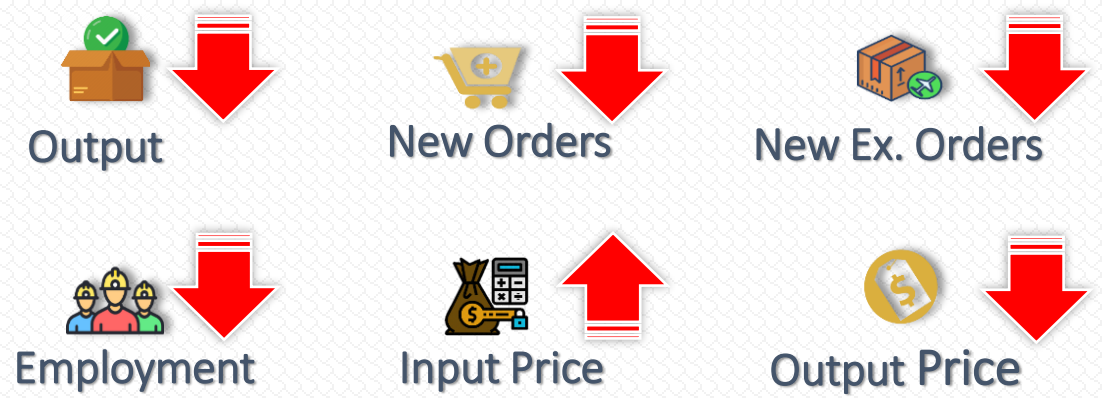 Output
New Orders
New Ex. Orders
Employment
Input Price
Output Price